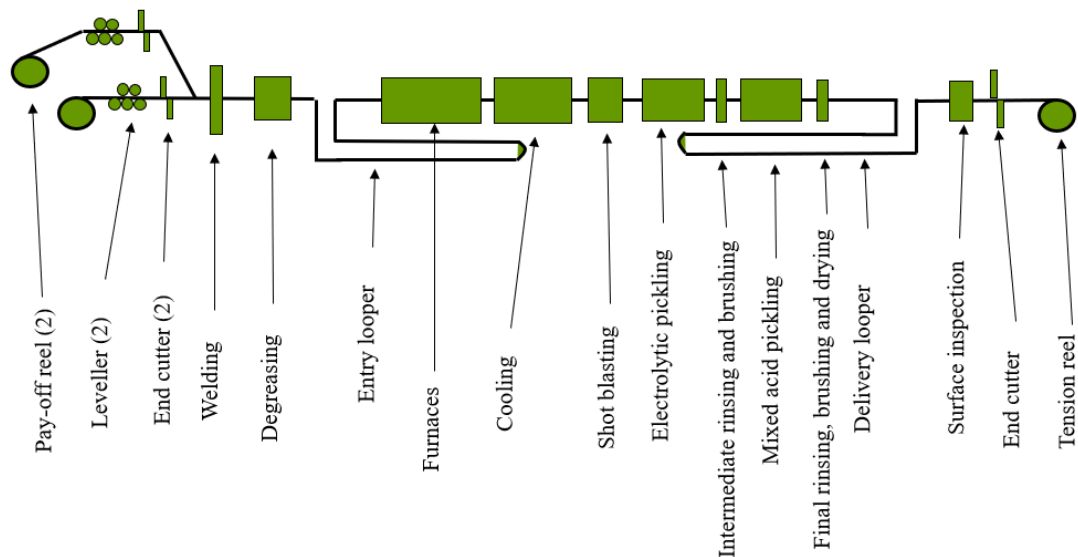 Pay-off reel (2)
Leveller (2)
End cutter (2)
Welding
Degreasing
Entry looper
Furnaces
Cooling
Shot blasting
Electrolytic pickling
Intermediate rinsing and brushing
Mixed acid pickling
Final rinsing, brushing and drying
Delivery looper
Surface inspection
End cutter
Tension reel